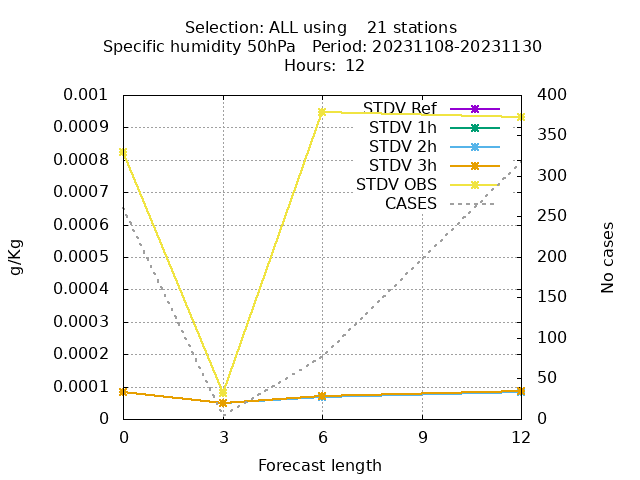 Selection: ALL using    21 stations
Specific humidity 50hPa   Period: 20231108-20231130
Hours: 12
0.001
0.0009
0.0008
0.0007
0.0006
0.0005
0.0004
0.0003
0.0002
0.0001
0
400
350
300
250
200
150
100
50
0
STDV Ref
STDV 1h
STDV 2h
STDV 3h
STDV OBS
CASES
g/Kg
No cases
0 3 6 9 12
Forecast length